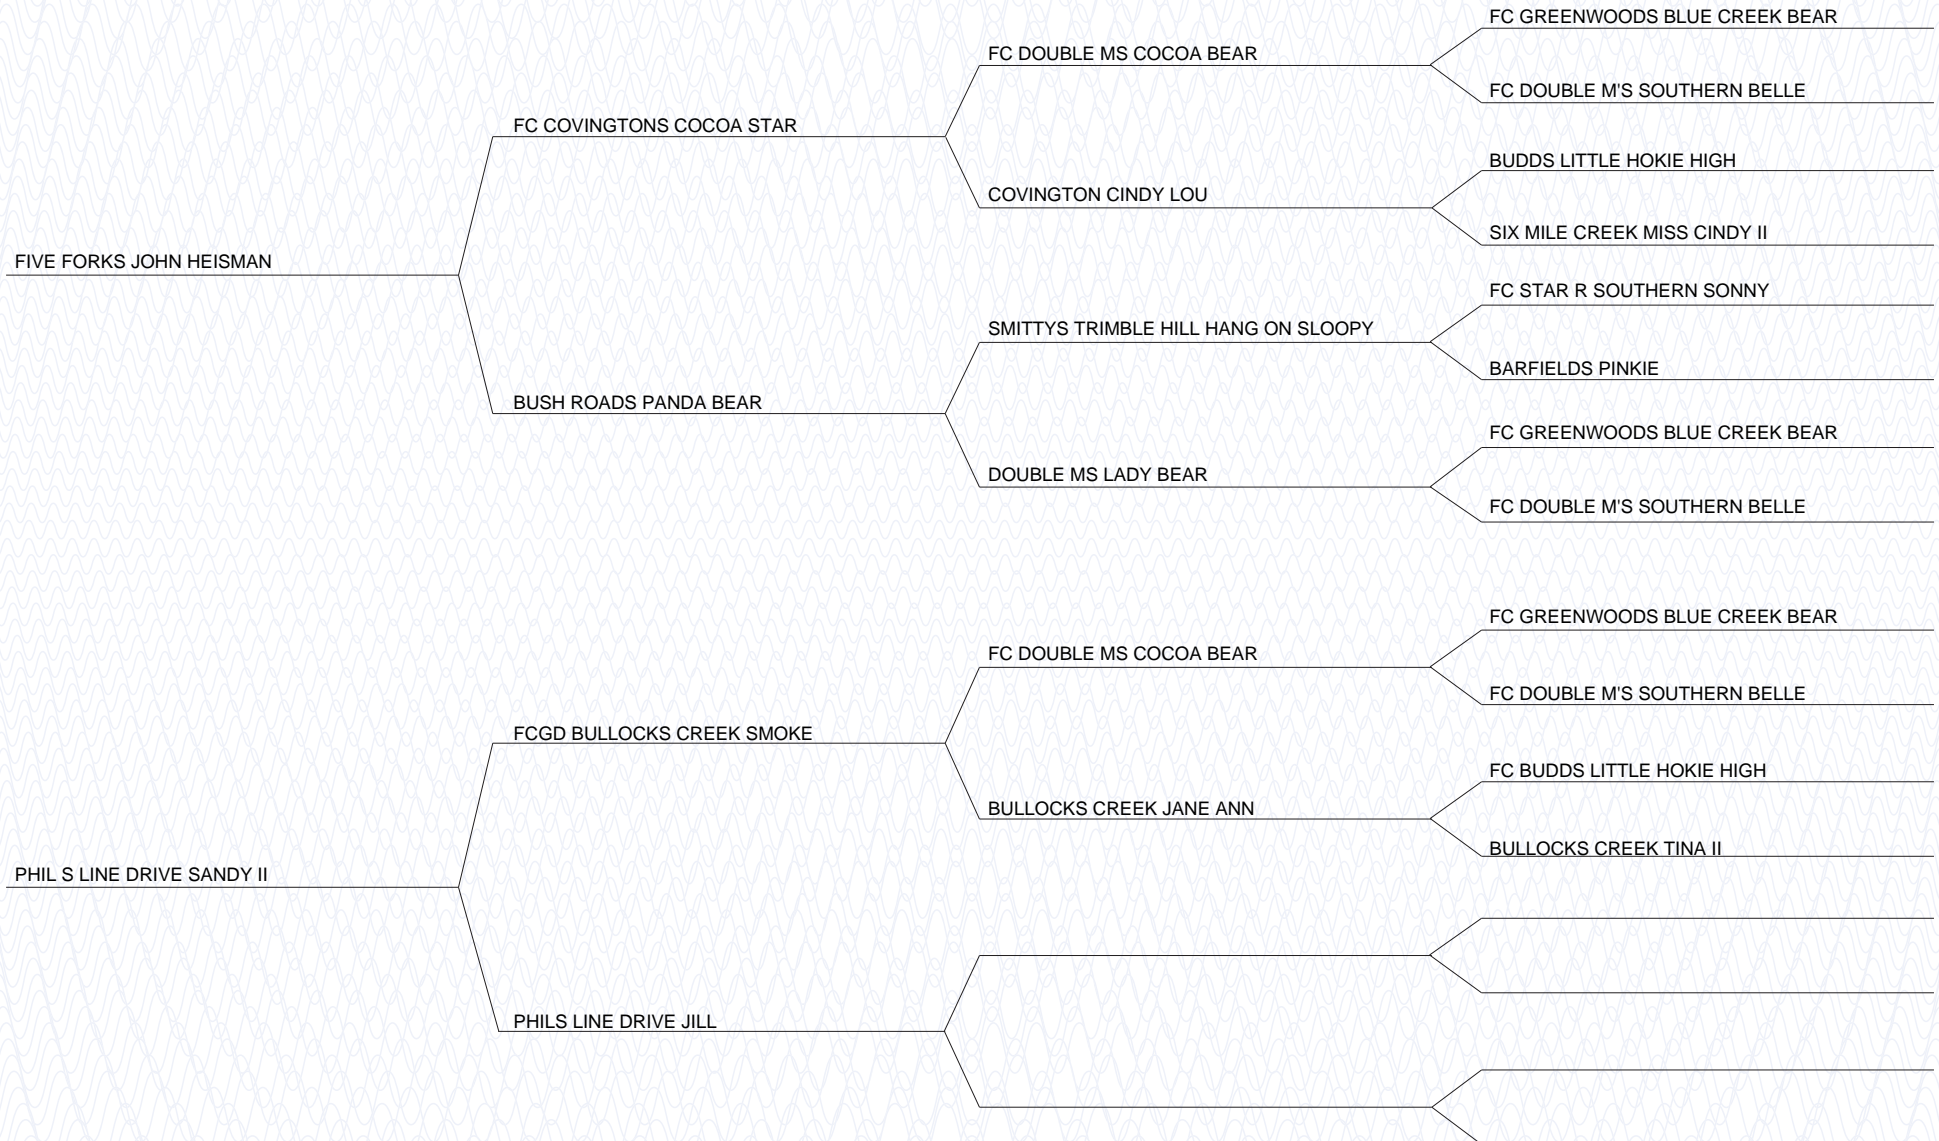 FC GREENWOODS BLUE CREEK BEAR
FC DOUBLE MS COCOA BEAR
FC DOUBLE M'S SOUTHERN BELLE
FC COVINGTONS COCOA STAR
BUDDS LITTLE HOKIE HIGH
COVINGTON CINDY LOU
SIX MILE CREEK MISS CINDY II
FIVE FORKS JOHN HEISMAN
FC STAR R SOUTHERN SONNY
SMITTYS TRIMBLE HILL HANG ON SLOOPY
BARFIELDS PINKIE
BUSH ROADS PANDA BEAR
FC GREENWOODS BLUE CREEK BEAR
DOUBLE MS LADY BEAR
FC DOUBLE M'S SOUTHERN BELLE
FC GREENWOODS BLUE CREEK BEAR
FC DOUBLE MS COCOA BEAR
FC DOUBLE M'S SOUTHERN BELLE
FCGD BULLOCKS CREEK SMOKE
FC BUDDS LITTLE HOKIE HIGH
BULLOCKS CREEK JANE ANN
BULLOCKS CREEK TINA II
PHIL S LINE DRIVE SANDY II
PHILS LINE DRIVE JILL